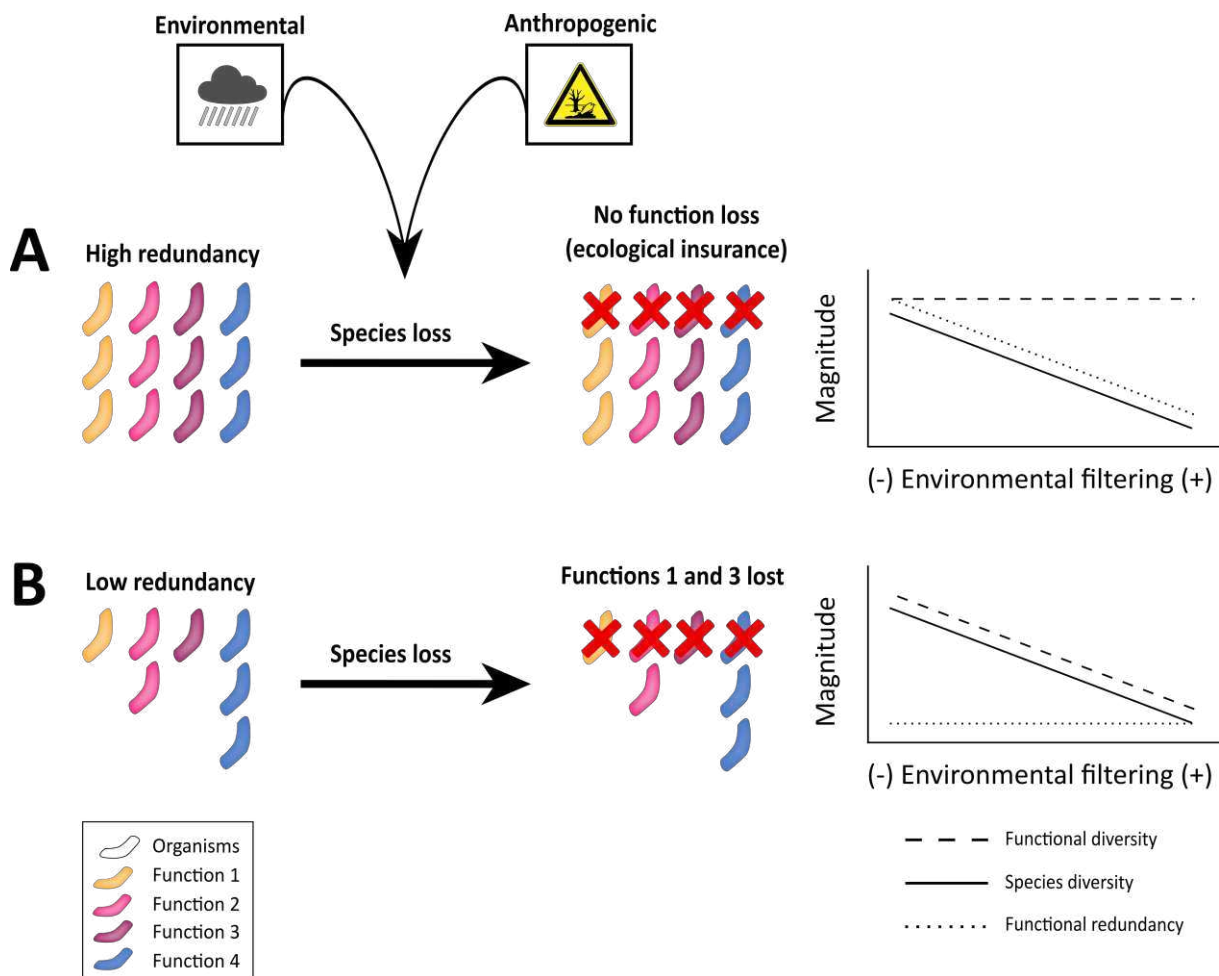 Environmental
Anthropogenic
A
High redundancy
Species loss
No function loss
(ecological insurance)
Magnitude
(-) Environmental filtering (+)
B
Low redundancy
Species loss
Functions 1 and 3 lost
Magnitude
(-) Environmental filtering (+)
Organisms
Function 1
Function 2
Function 3
Function 4
Functional diversity
Species diversity
Functional redundancy